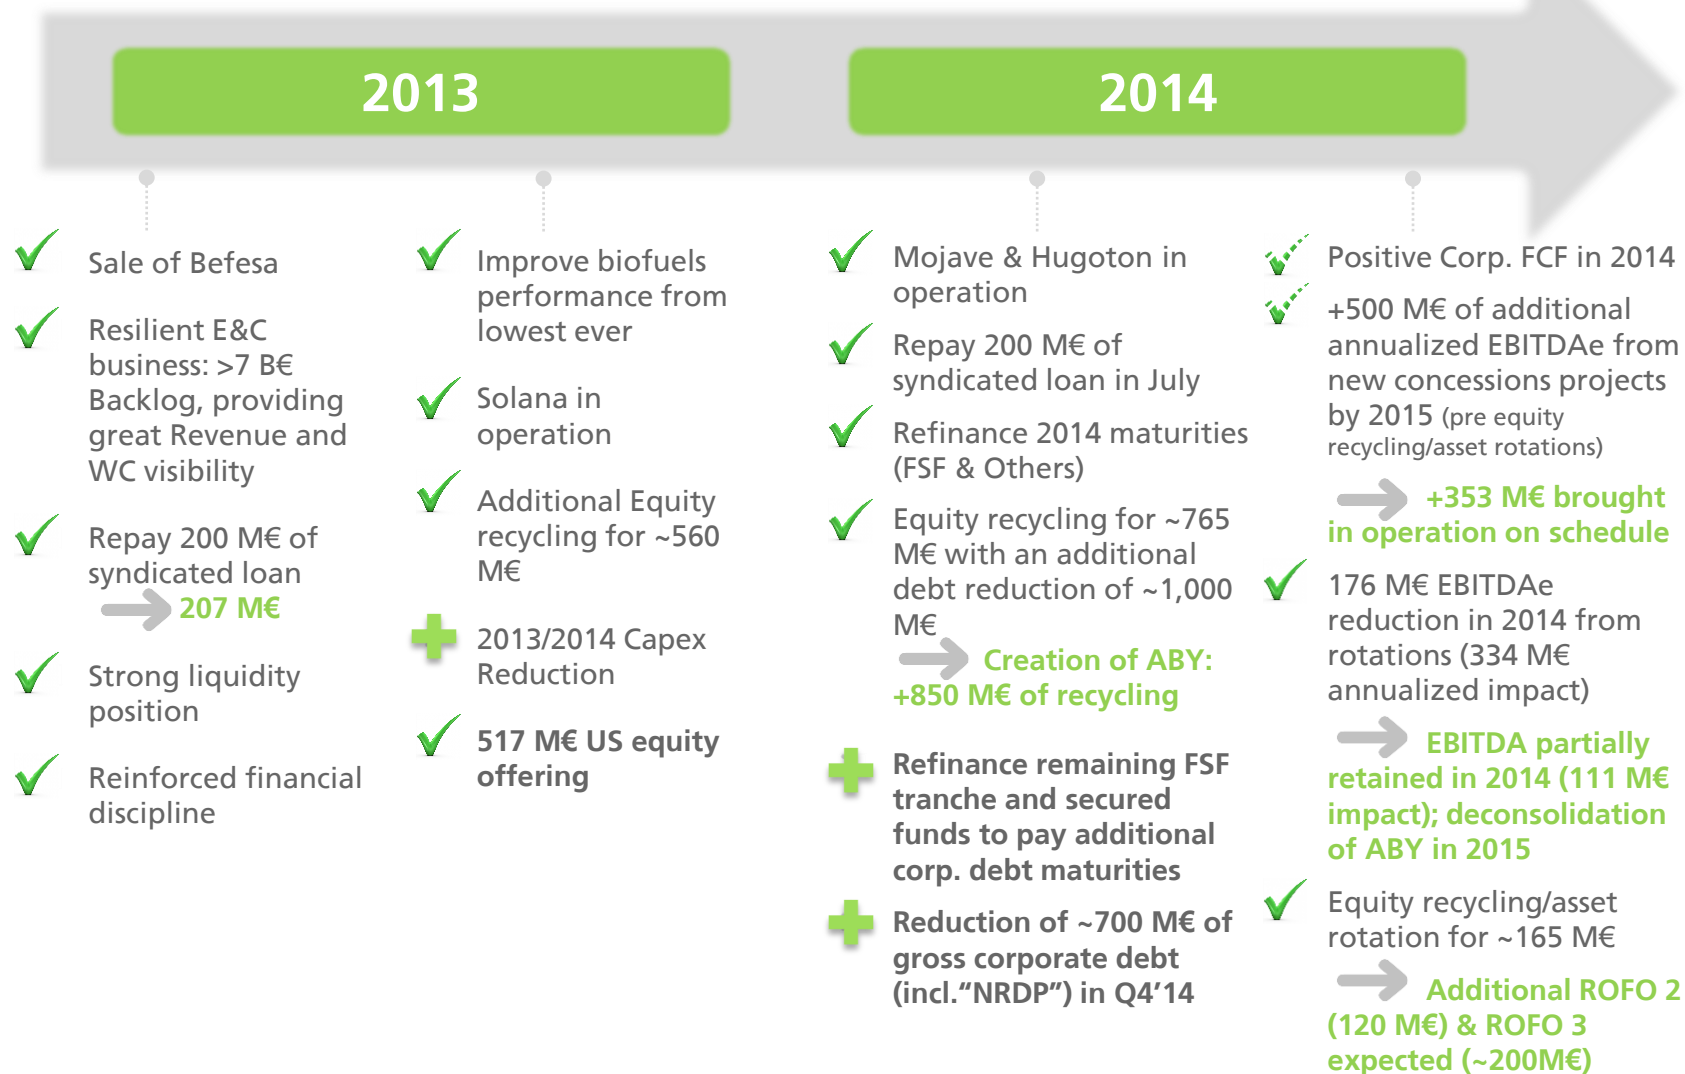 2013
Sale of Befesa
Resilient E&C
business: >7 B€
Backlog, providing
great Revenue and
WC visibility
Repay 200 M€ of
syndicated loan
207 M€
Strong liquidity
position
Reinforced financial
discipline
Improve biofuels
performance from
lowest ever
Solana in
operation
Additional Equity
recycling for ~560
M€
2013/2014 Capex
Reduction
517 M€ US equity
offering
2014
Mojave & Hugoton in
operation
Repay 200 M€ of
syndicated loan in July
Refinance 2014 maturities
(FSF & Others)
Equity recycling for ~765
M€ with an additional
debt reduction of ~1,000
M€
Creation of ABY:
+850 M€ of recycling
Refinance remaining FSF
tranche and secured
funds to pay additional
corp. debt maturities
Reduction of ~700 M€ of
gross corporate debt
(incl.“NRDP”) in Q4’14
Positive Corp. FCF in 2014
+500 M€ of additional
annualized EBITDAe from
new concessions projects
by 2015 (pre equity
recycling/asset rotations)
+353 M€ brought
in operation on schedule
176 M€ EBITDAe
reduction in 2014 from
rotations (334 M€
annualized impact)
EBITDA partially
retained in 2014 (111 M€
impact); deconsolidation
of ABY in 2015
Equity recycling/asset
rotation for ~165 M€
Additional ROFO 2
(120 M€) & ROFO 3
expected (~200M€)